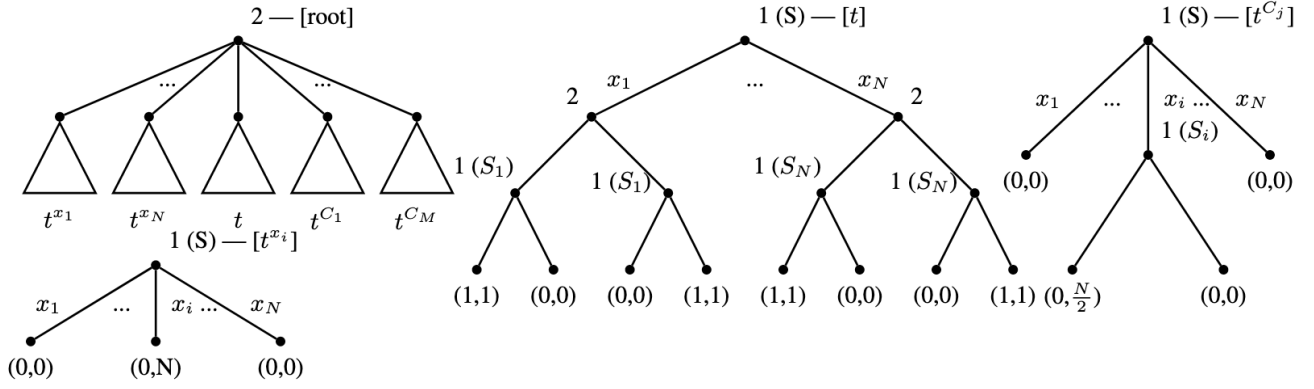 2 — [root]
... ...
t^{x_1} t^{x_N} t t^{C_1} t^{C_M}
1 (S) — [t^{x_i}]
x_1 ... x_i ... x_N
(0,0) (0,N) (0,0)
1 (S) — [t]
x_1 ... x_N
2 2
1 (S_1) 1 (S_1) 1 (S_N) 1 (S_N)
(1,1) (0,0) (0,0) (1,1) (1,1) (0,0) (0,0) (1,1)
1 (S) — [t^{C_j}]
x_1 ... x_i ... x_N
1 (S_i)
(0,0) (0,0)
(0,\frac{N}{2}) (0,0)